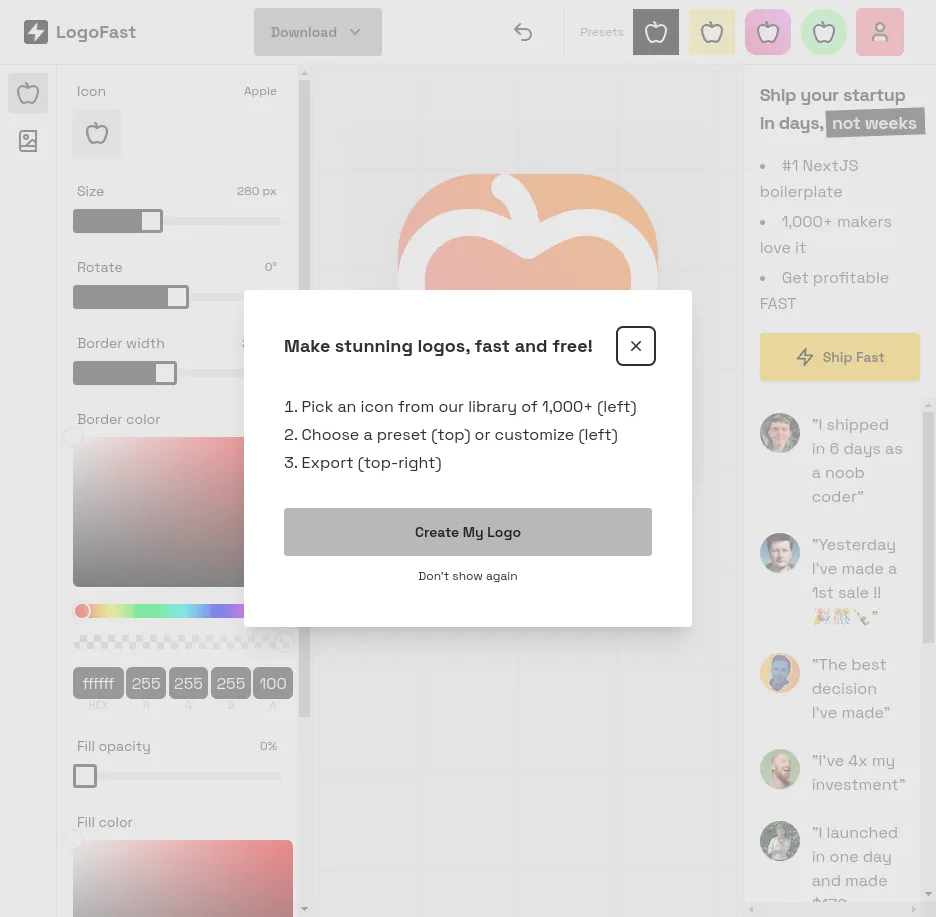 LogoFast
Download
Presets
Icon
Apple
Size
280 px
Rotate
0°
Border width
Border color
ffffff
255
255
255
100
HEX
R
G
B
A
Fill opacity
0%
Fill color
Make stunning logos, fast and free!
1. Pick an icon from our library of 1,000+ (left)
2. Choose a preset (top) or customize (left)
3. Export (top-right)
Create My Logo
Don't show again
Ship your startup
in days, not weeks
• #1 NextJS
boilerplate
• 1,000+ makers
love it
• Get profitable
FAST
Ship Fast
"I shipped
in 6 days as
a noob
coder"
"Yesterday
I've made a
1st sale !!
🎉🎊🍾"
"The best
decision
I've made"
"I've 4x my
investment"
"I launched
in one day
and made